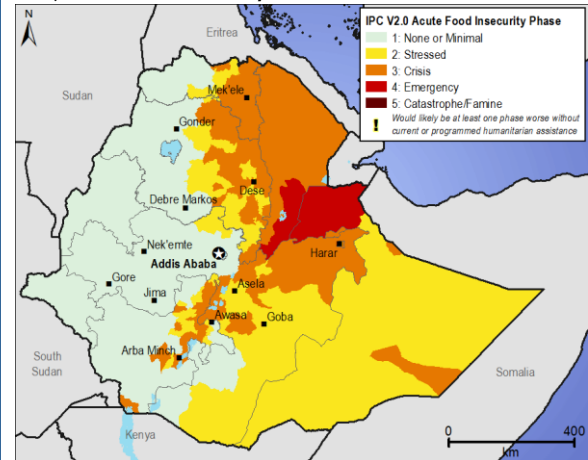 N
IPC V2.0 Acute Food Insecurity Phase
1: None or Minimal
2: Stressed
3: Crisis
4: Emergency
5: Catastrophe/Famine
! Would likely be at least one phase worse without
current or programmed humanitarian assistance
Eritrea
Sudan
Mek'ele
Gonder
Dese
Debre Markos
Nek'emte
Addis Ababa
Harar
Gore
Jima
Asela
Awasa
Goba
Arba Minch
South
Sudan
Somalia
Kenya
0 400
km